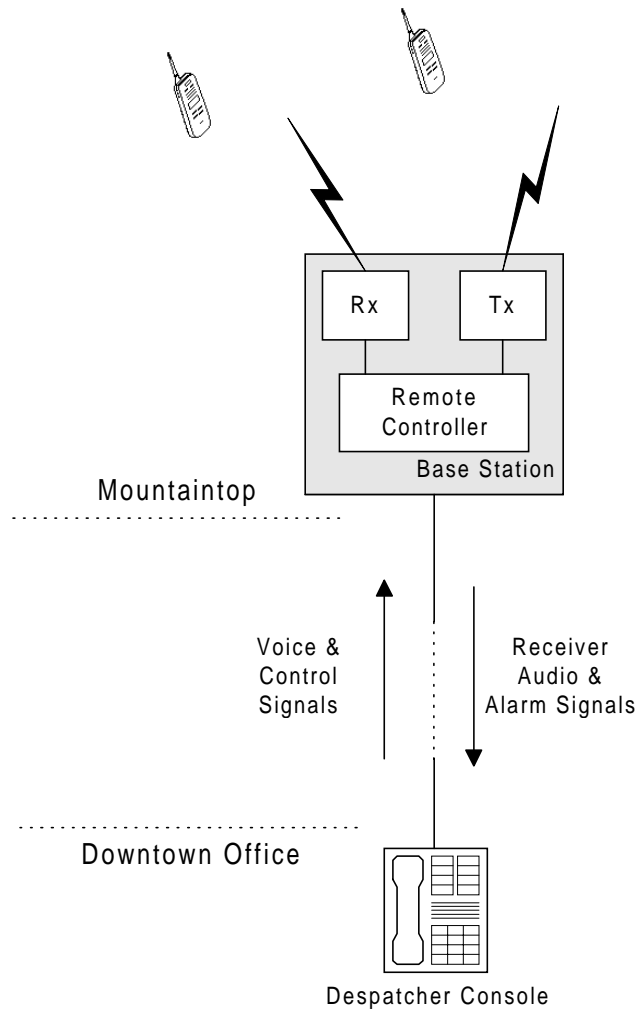 Rx
Tx
Remote
Controller
Base Station
Mountaintop
Voice &
Control
Signals
Receiver
Audio &
Alarm Signals
Downtown Office
Despatcher Console